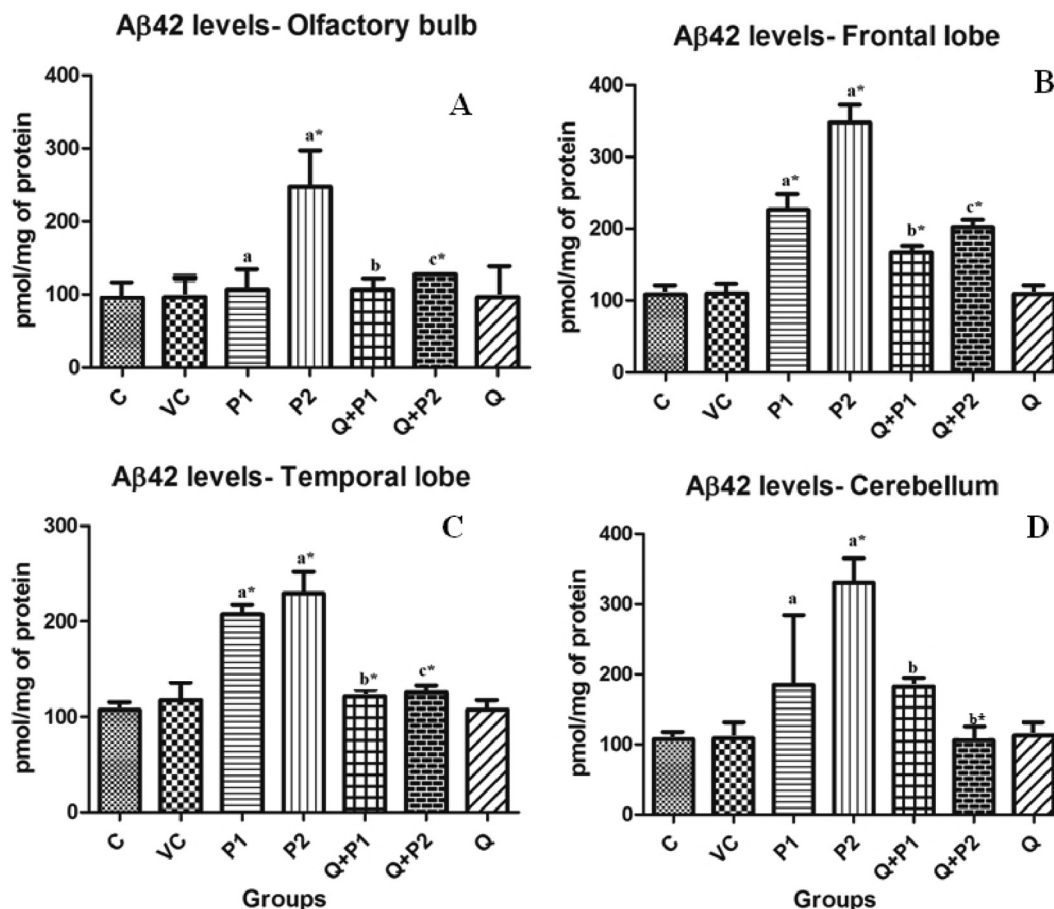 Aβ42 levels- Olfactory bulb
A
pmol/mg of protein
400
300
200
100
0
a
a*
b
c*
C
VC
P1
P2
Q+P1
Q+P2
Q
Aβ42 levels- Frontal lobe
B
pmol/mg of protein
400
300
200
100
0
a*
a*
b*
c*
C
VC
P1
P2
Q+P1
Q+P2
Q
Aβ42 levels- Temporal lobe
C
pmol/mg of protein
300
200
100
0
a*
a*
b*
c*
C
VC
P1
P2
Q+P1
Q+P2
Q
Groups
Aβ42 levels- Cerebellum
D
pmol/mg of protein
400
300
200
100
0
a
a*
b
b*
C
VC
P1
P2
Q+P1
Q+P2
Q
Groups